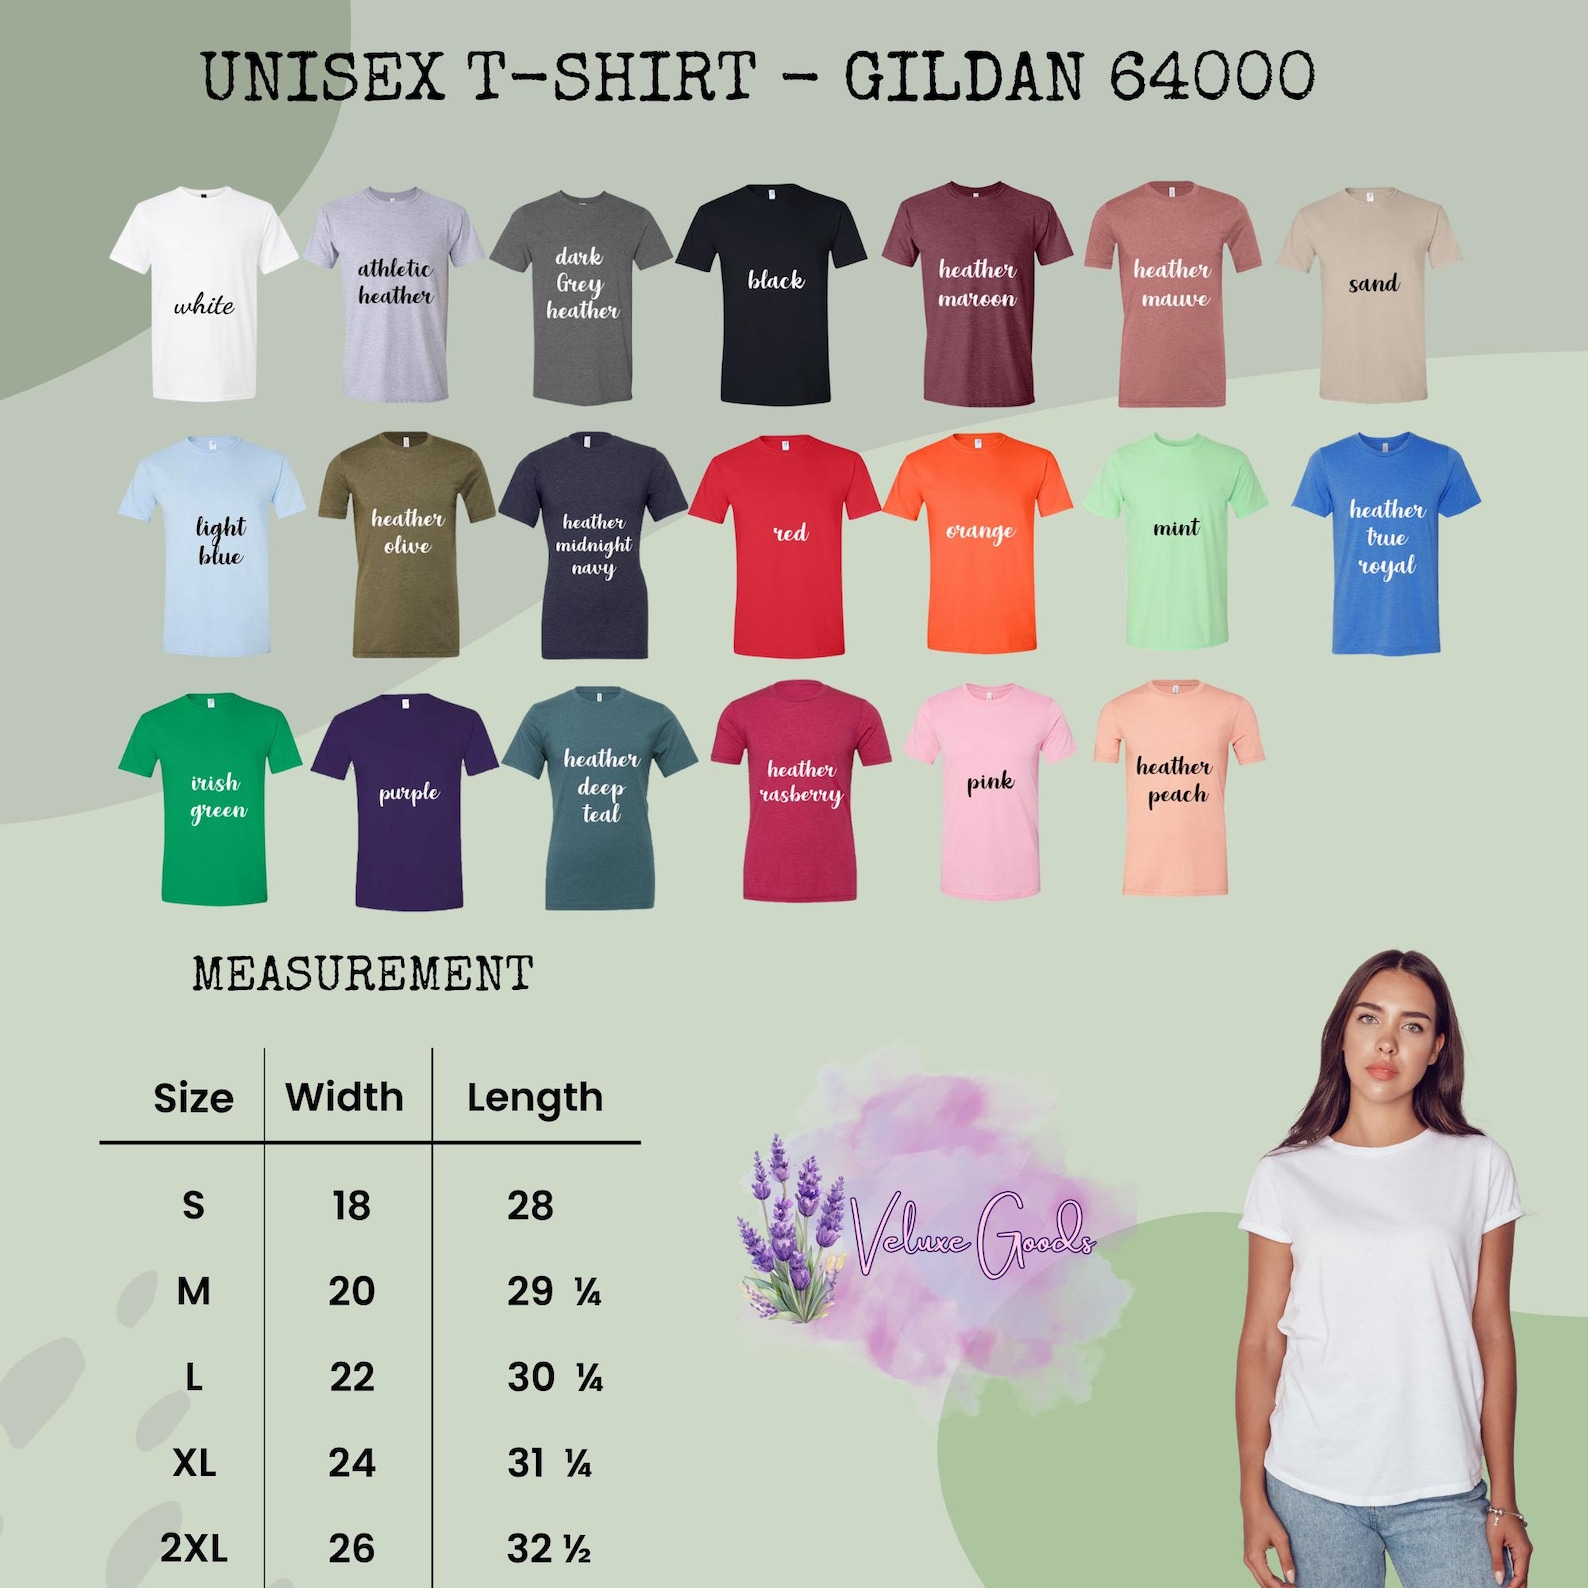 UNISEX T-SHIRT - GILDAN 64000
white
athletic
heather
dark
Grey
heather
black
heather
maroon
heather
mauve
sand
light
blue
heather
olive
heather
midnight
navy
red
orange
mint
heather
true
royal
irish
green
purple
heather
deep
teal
heather
rasberry
pink
heather
peach
MEASUREMENT
Size Width Length
S 18 28
M 20 29 ¼
L 22 30 ¼
XL 24 31 ¼
2XL 26 32 ½
Veluxe Goods